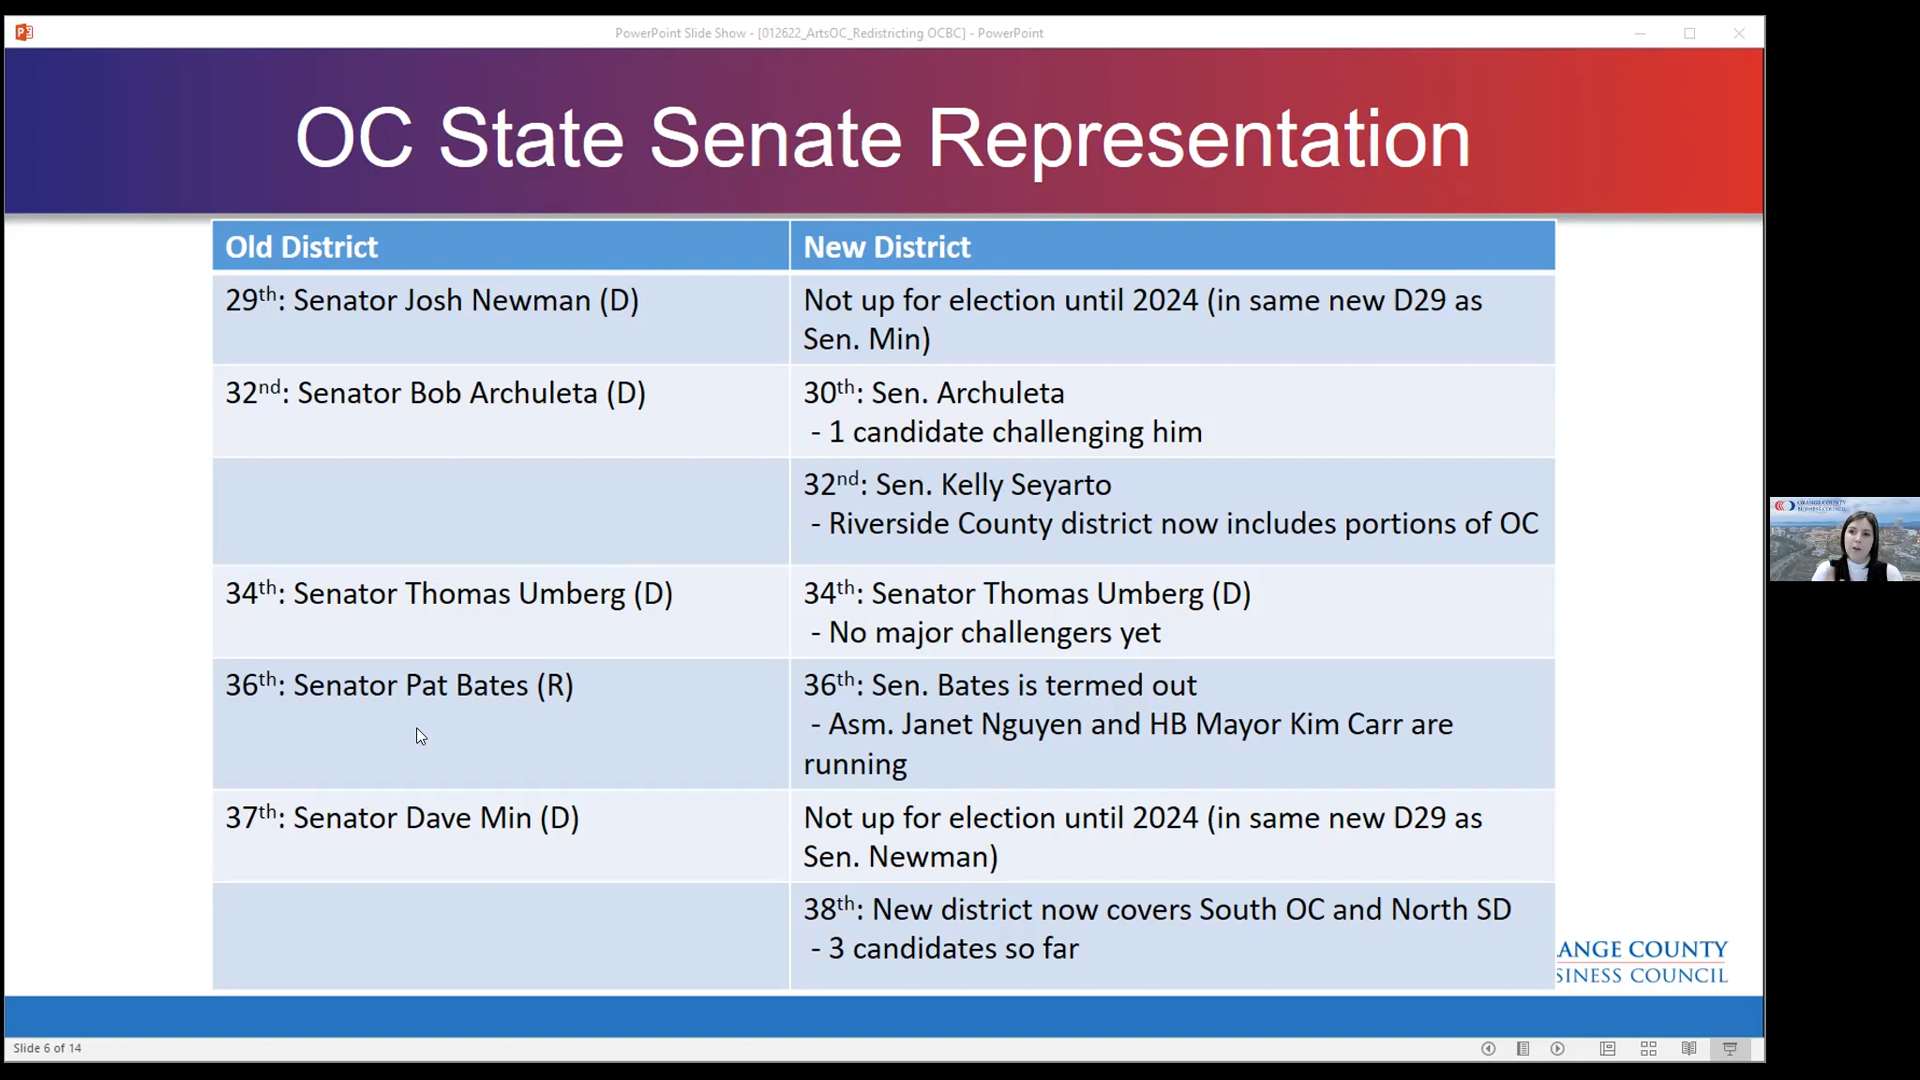 PowerPoint Slide Show - [012622_ArtsOC_Redistricting OCBC] - PowerPoint
OC State Senate Representation
Old District
New District
29th: Senator Josh Newman (D)
Not up for election until 2024 (in same new D29 as
Sen. Min)
32nd: Senator Bob Archuleta (D)
30th: Sen. Archuleta
- 1 candidate challenging him
32nd: Sen. Kelly Seyarto
- Riverside County district now includes portions of OC
34th: Senator Thomas Umberg (D)
34th: Senator Thomas Umberg (D)
- No major challengers yet
36th: Senator Pat Bates (R)
36th: Sen. Bates is termed out
- Asm. Janet Nguyen and HB Mayor Kim Carr are
running
37th: Senator Dave Min (D)
Not up for election until 2024 (in same new D29 as
Sen. Newman)
38th: New district now covers South OC and North SD
- 3 candidates so far
ANGE COUNTY
SINESS COUNCIL
ORANGE COUNTY
BUSINESS COUNCIL
Slide 6 of 14